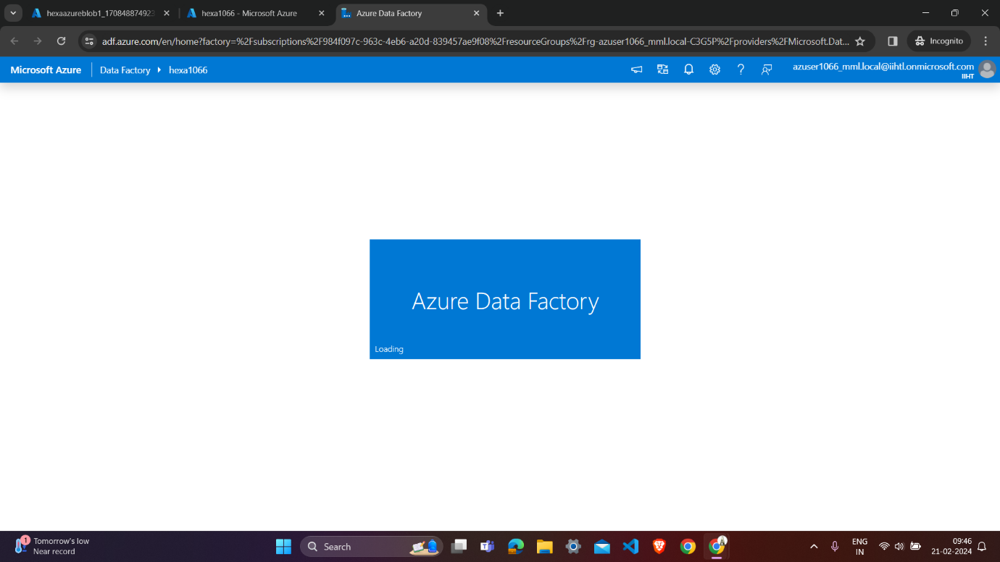 hexaazureblob1_170848874923
hexa1066 - Microsoft Azure
Azure Data Factory
adf.azure.com/en/home?factory=%2Fsubscriptions%2F984f097c-963c-4eb6-a20d-839457ae9f08%2FresourceGroups%2Frg-azuser1066_mml.local-C3G5P%2Fproviders%2FMicrosoft.Dat...
Incognito
Microsoft Azure
Data Factory
hexa1066
azuser1066_mml.local@iihtl.onmicrosoft.com
IIHT
Azure Data Factory
Loading
1
Tomorrow's low
Near record
Search
ENG
IN
09:46
21-02-2024